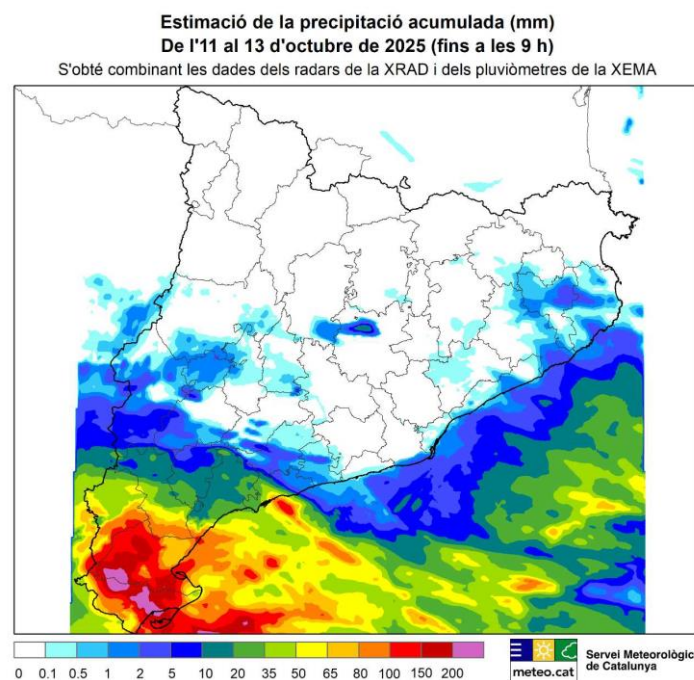 Estimació de la precipitació acumulada (mm)
De l'11 al 13 d'octubre de 2025 (fins a les 9 h)
S'obté combinant les dades dels radars de la XRAD i dels pluviòmetres de la XEMA
0 0.1 0.5 1 2 5 10 20 35 50 65 80 100 150 200
meteo.cat
Servei Meteorològic
de Catalunya